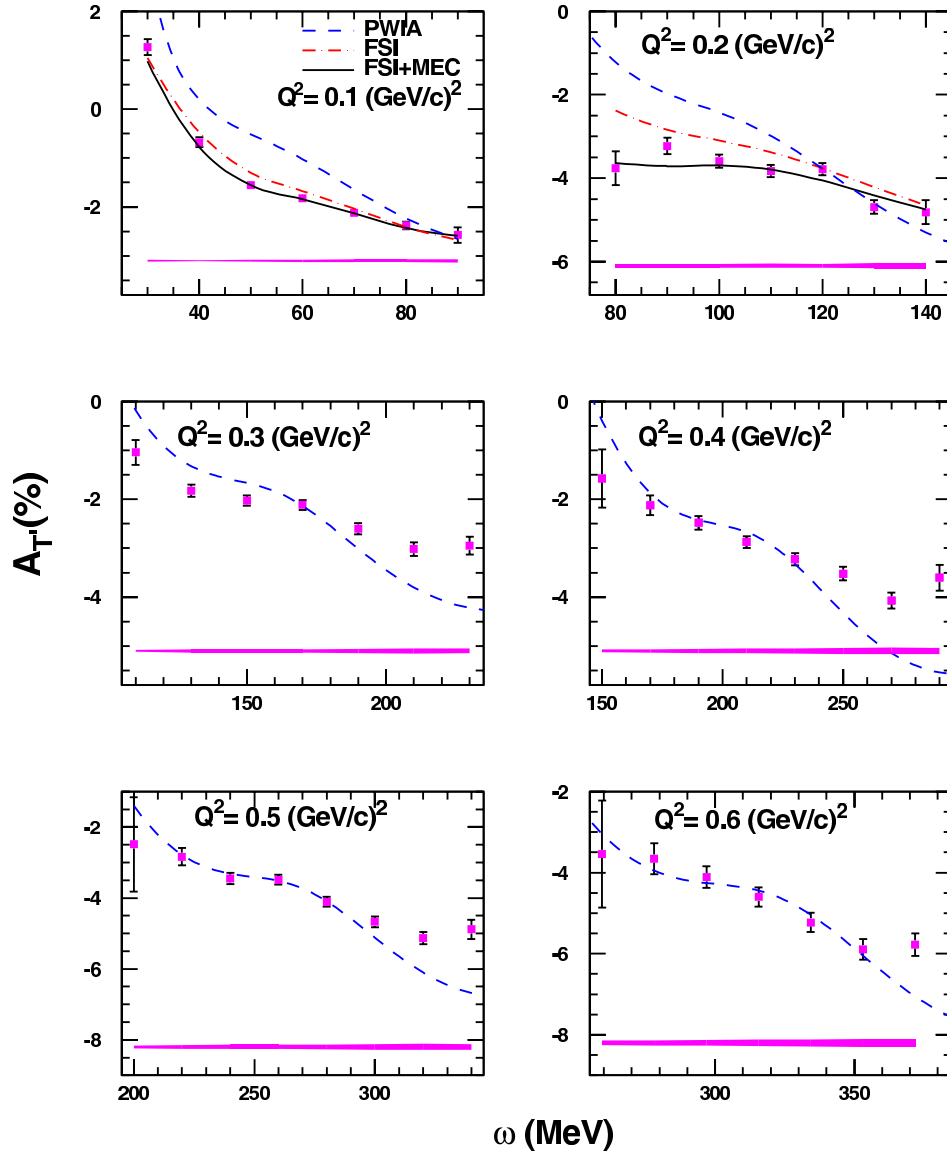 PWIA
FSI
FSI+MEC
Q² = 0.1 (GeV/c)²
2
0
-2
40 60 80
Q² = 0.2 (GeV/c)²
0
-2
-4
-6
80 100 120 140
Q² = 0.3 (GeV/c)²
0
-2
-4
150 200
Q² = 0.4 (GeV/c)²
0
-2
-4
150 200 250
Q² = 0.5 (GeV/c)²
-2
-4
-6
-8
200 250 300
Q² = 0.6 (GeV/c)²
-2
-4
-6
-8
300 350
A_T'(%)
ω (MeV)